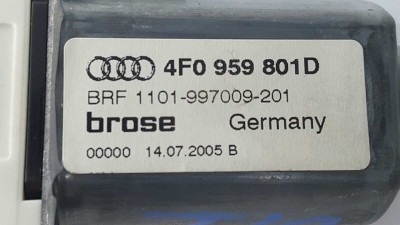 4F0 959 801D
BRF 1101-997009-201
brose Germany
00000 14.07.2005 B